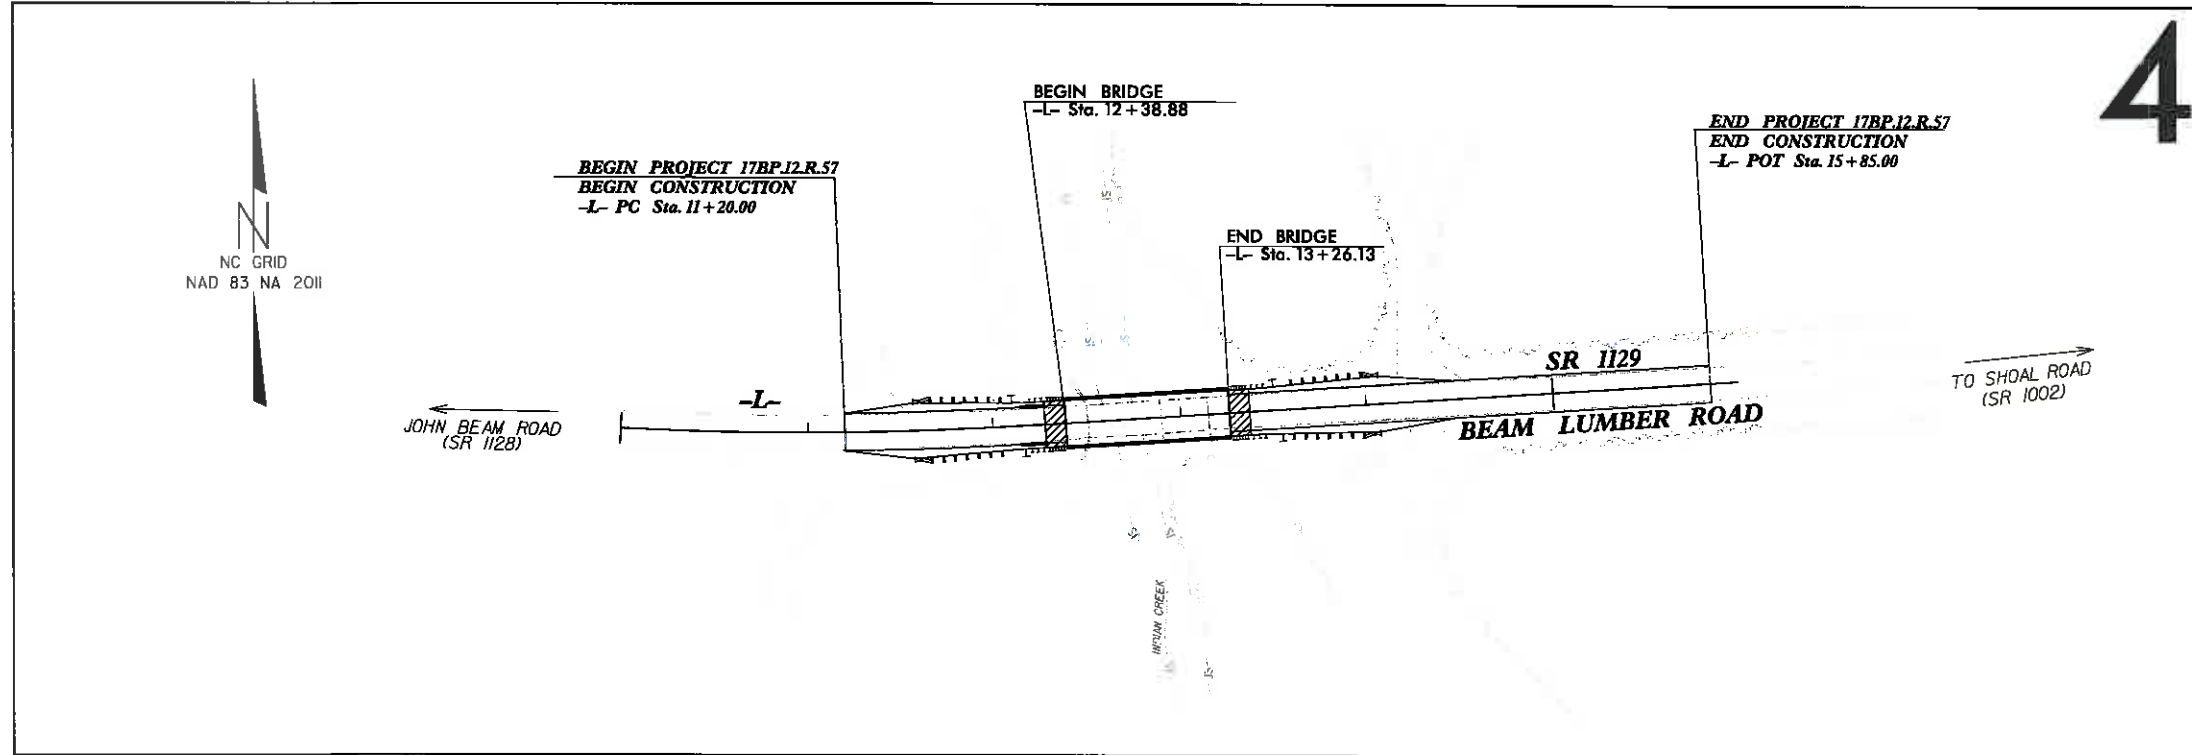 4
BEGIN BRIDGE
-L- Sta. 12+38.88
END PROJECT 17BP.12.R.57
END CONSTRUCTION
-L- POT Sta. 15+85.00
BEGIN PROJECT 17BP.12.R.57
BEGIN CONSTRUCTION
-L- PC Sta. 11+20.00
END BRIDGE
-L- Sta. 13+26.13
N
NC GRID
NAD 83 NA 2011
SR 1129
-L-
TO SHOAL ROAD
(SR 1002)
JOHN BEAM ROAD
(SR 1128)
BEAM LUMBER ROAD
INDIAN CREEK